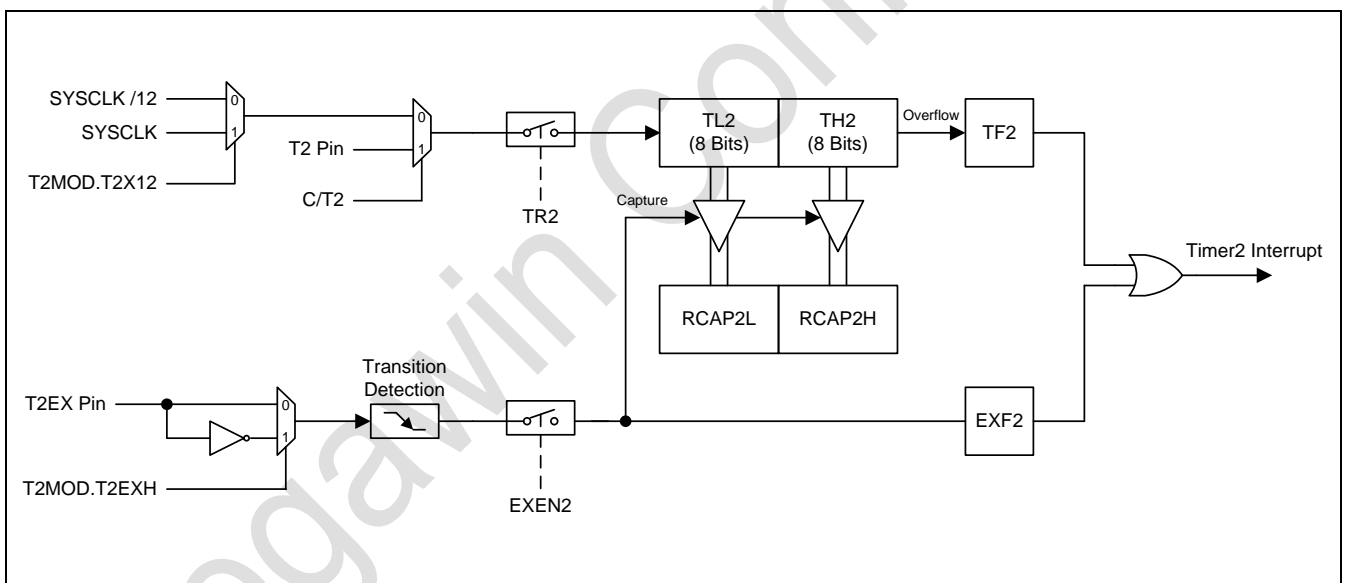 SYSCLK /12
SYSCLK
T2MOD.T2X12
0
1
T2 Pin
C/T2
0
1
TR2
TL2
(8 Bits)
TH2
(8 Bits)
Overflow
TF2
Capture
RCAP2L
RCAP2H
Timer2 Interrupt
T2EX Pin
T2MOD.T2EXH
0
1
Transition
Detection
EXEN2
EXF2